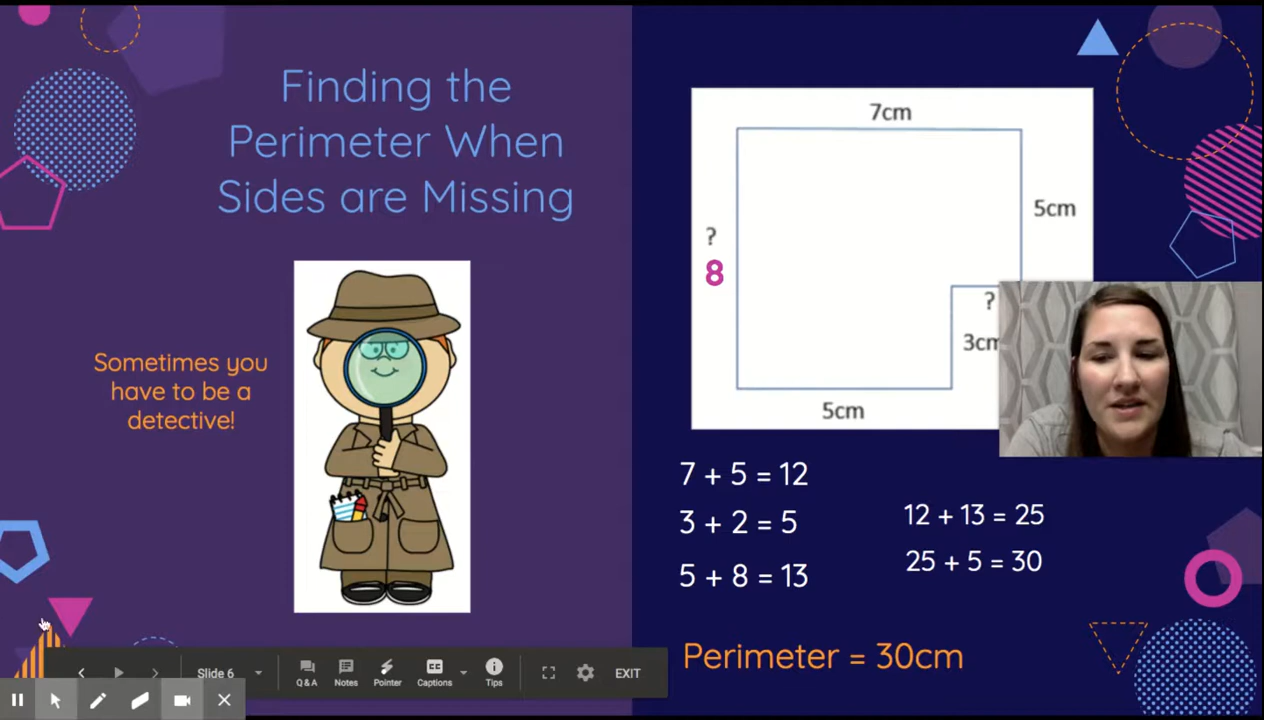 Finding the
Perimeter When
Sides are Missing
Sometimes you
have to be a
detective!
7cm
5cm
?
8
?
3cm
5cm
7 + 5 = 12
3 + 2 = 5
5 + 8 = 13
12 + 13 = 25
25 + 5 = 30
Perimeter = 30cm
Slide 6
Q&A
Notes
Pointer
CC
Captions
Tips
EXIT